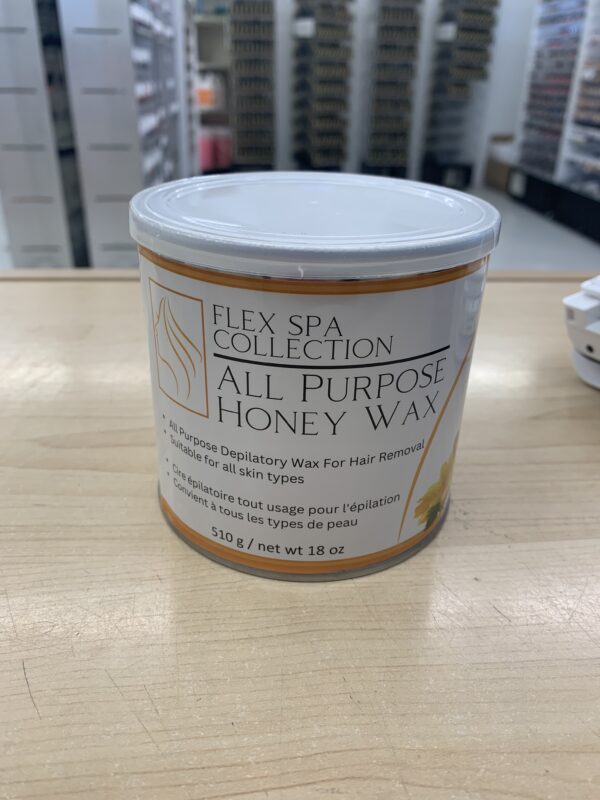 FLEX SPA
COLLECTION
ALL PURPOSE
HONEY WAX
• All Purpose Depilatory Wax For Hair Removal
• Suitable for all skin types
• Cire épilatoire tout usage pour l'épilation
• Convient à tous les types de peau
510 g / net wt 18 oz